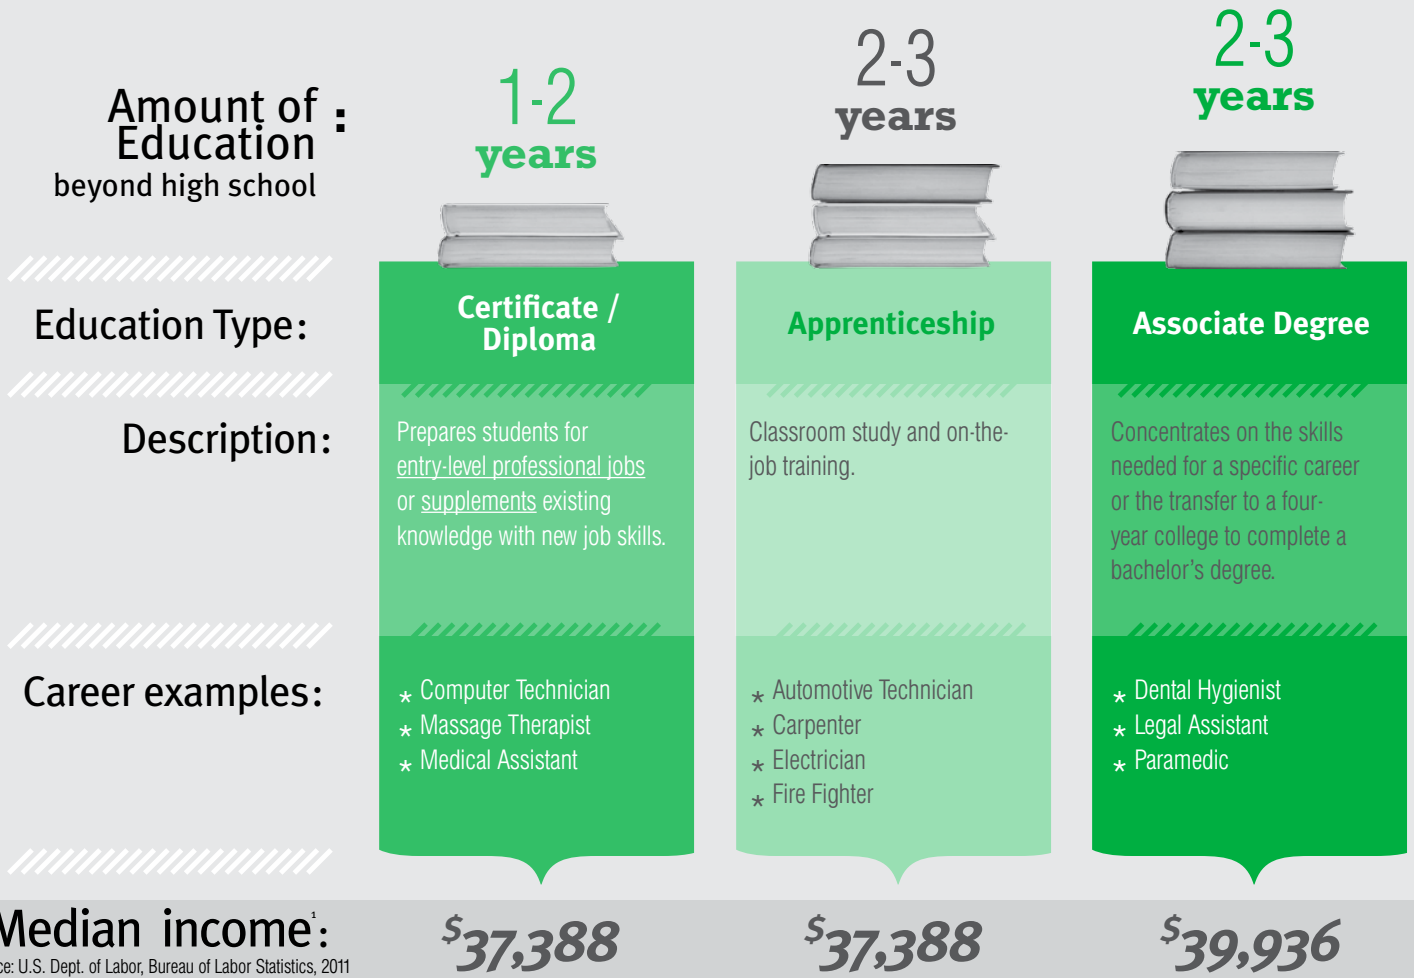 Amount of :
Education
beyond high school
1-2
years
2-3
years
2-3
years
Education Type:
Certificate /
Diploma
Apprenticeship
Associate Degree
Description:
Prepares students for
entry-level professional jobs
or supplements existing
knowledge with new job skills.
Classroom study and on-the-
job training.
Concentrates on the skills
needed for a specific career
or the transfer to a four-
year college to complete a
bachelor's degree.
Career examples:
* Computer Technician
* Massage Therapist
* Medical Assistant
* Automotive Technician
* Carpenter
* Electrician
* Fire Fighter
* Dental Hygienist
* Legal Assistant
* Paramedic
Median income¹:
ce: U.S. Dept. of Labor, Bureau of Labor Statistics, 2011
$37,388
$37,388
$39,936